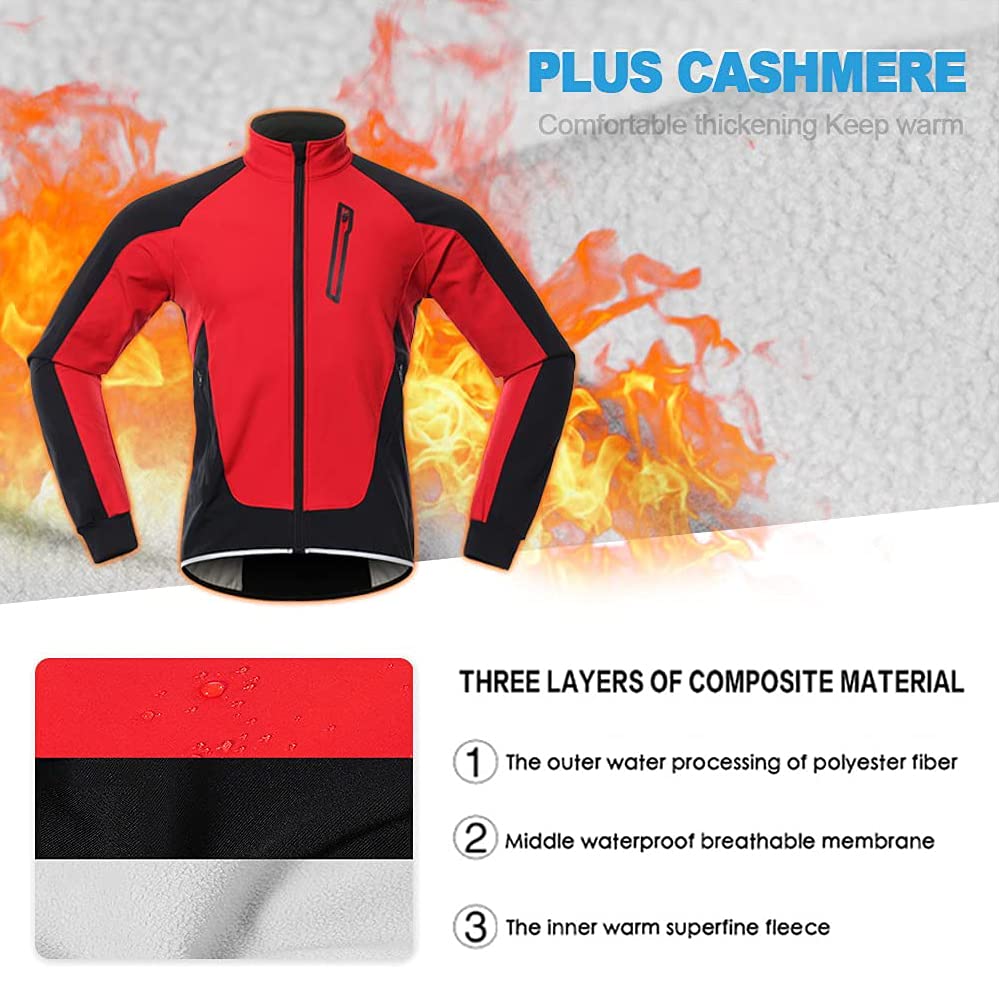 PLUS CASHMERE
Comfortable thickening Keep warm
THREE LAYERS OF COMPOSITE MATERIAL
1 The outer water processing of polyester fiber
2 Middle waterproof breathable membrane
3 The inner warm superfine fleece